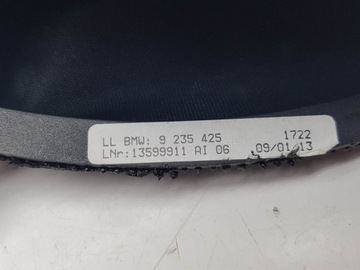 LL BMW: 9 235 425 1722
LNr:13599911 AI 06 09/01/13